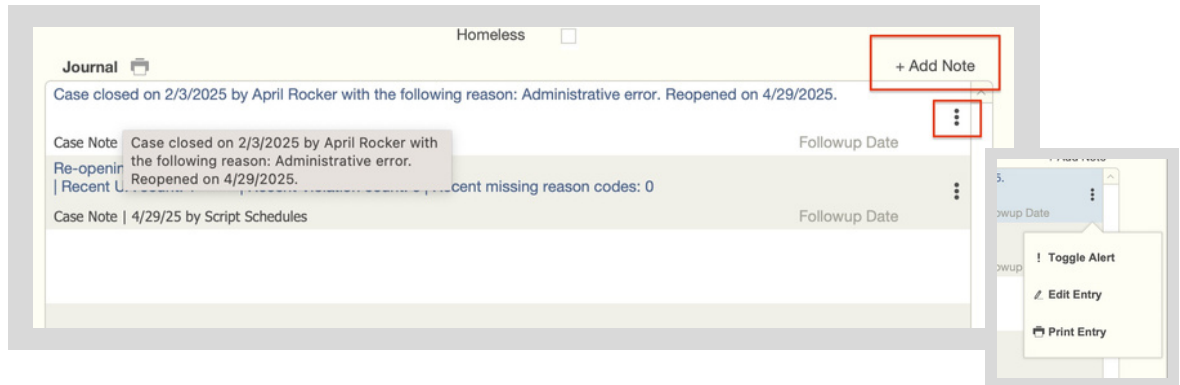 Homeless
Journal
+ Add Note
Case closed on 2/3/2025 by April Rocker with the following reason: Administrative error. Reopened on 4/29/2025.
Case Note
Followup Date
Case closed on 2/3/2025 by April Rocker with
the following reason: Administrative error.
Reopened on 4/29/2025.
Re-openin
| Recent missing reason codes: 0
Case Note | 4/29/25 by Script Schedules
Followup Date
5.
owup Date
owup
! Toggle Alert
Edit Entry
Print Entry